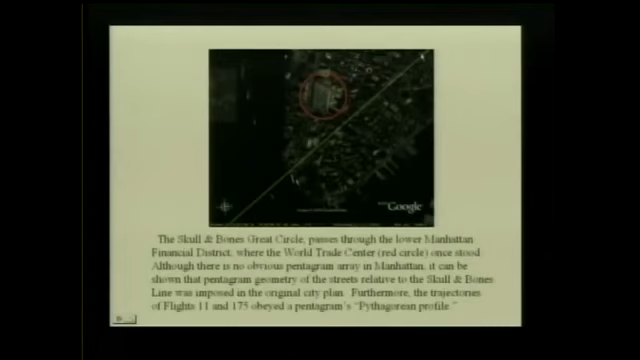 Google
The Skull & Bones Great Circle, passes through the lower Manhattan
Financial District, where the World Trade Center (red circle) once stood.
Although there is no obvious pentagram array in Manhattan, it can be
shown that pentagram geometry of the streets relative to the Skull & Bones
Line was imposed in the original city plan. Furthermore, the trajectories
of Flights 11 and 175 obeyed a pentagram's "Pythagorean profile."